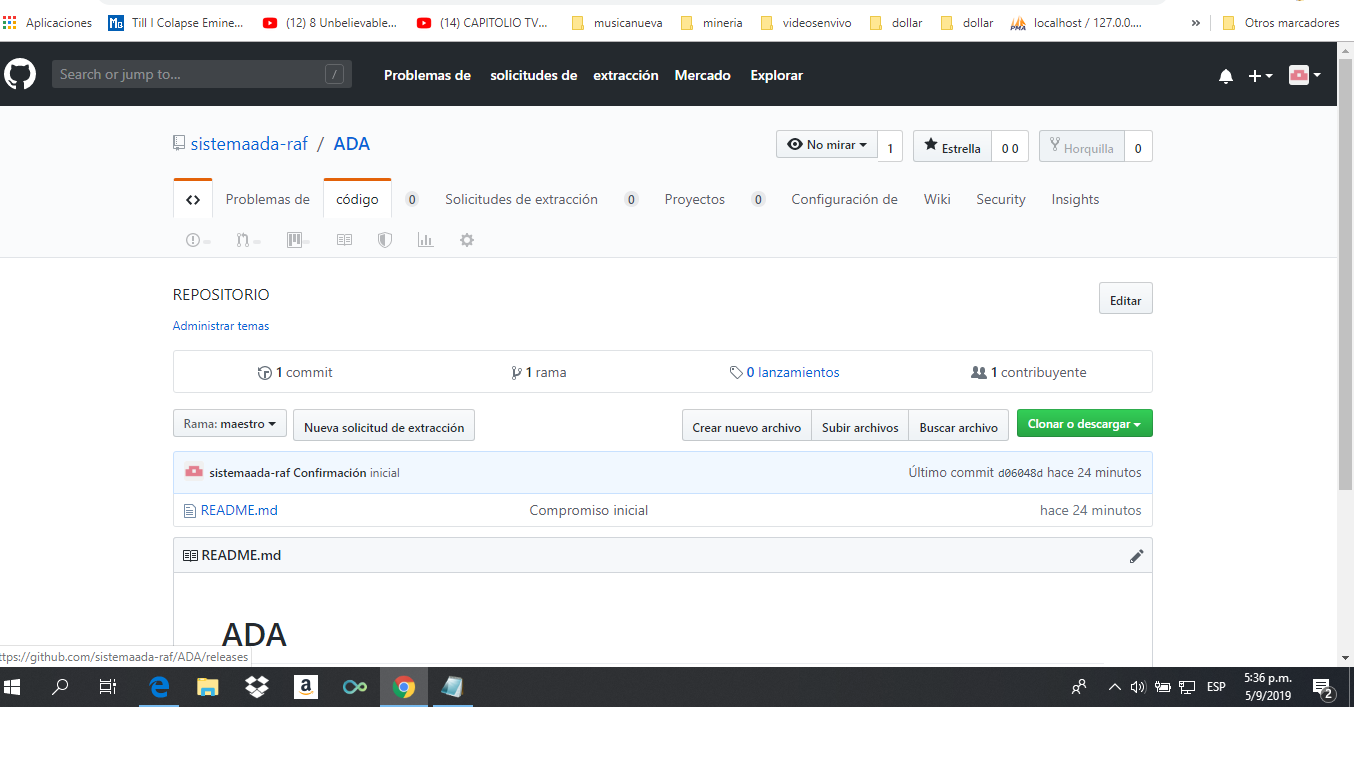 Aplicaciones Till I Colapse Emine... (12) 8 Unbelievable... (14) CAPITOLIO TV... musicanueva mineria videosenvivo dollar dollar localhost / 127.0.0.... » Otros marcadores
Search or jump to... / Problemas de solicitudes de extracción Mercado Explorar
sistemaada-raf / ADA No mirar 1 Estrella 0 0 Horquilla 0
<> Problemas de código 0 Solicitudes de extracción 0 Proyectos 0 Configuración de Wiki Security Insights
REPOSITORIO Editar
Administrar temas
1 commit 1 rama 0 lanzamientos 1 contribuyente
Rama: maestro Nueva solicitud de extracción Crear nuevo archivo Subir archivos Buscar archivo Clonar o descargar
sistemaada-raf Confirmación inicial Último commit d06048d hace 24 minutos
README.md Compromiso inicial hace 24 minutos
README.md
ADA
ttps://github.com/sistemaada-raf/ADA/releases
ESP 5:36 p.m.
5/9/2019 2